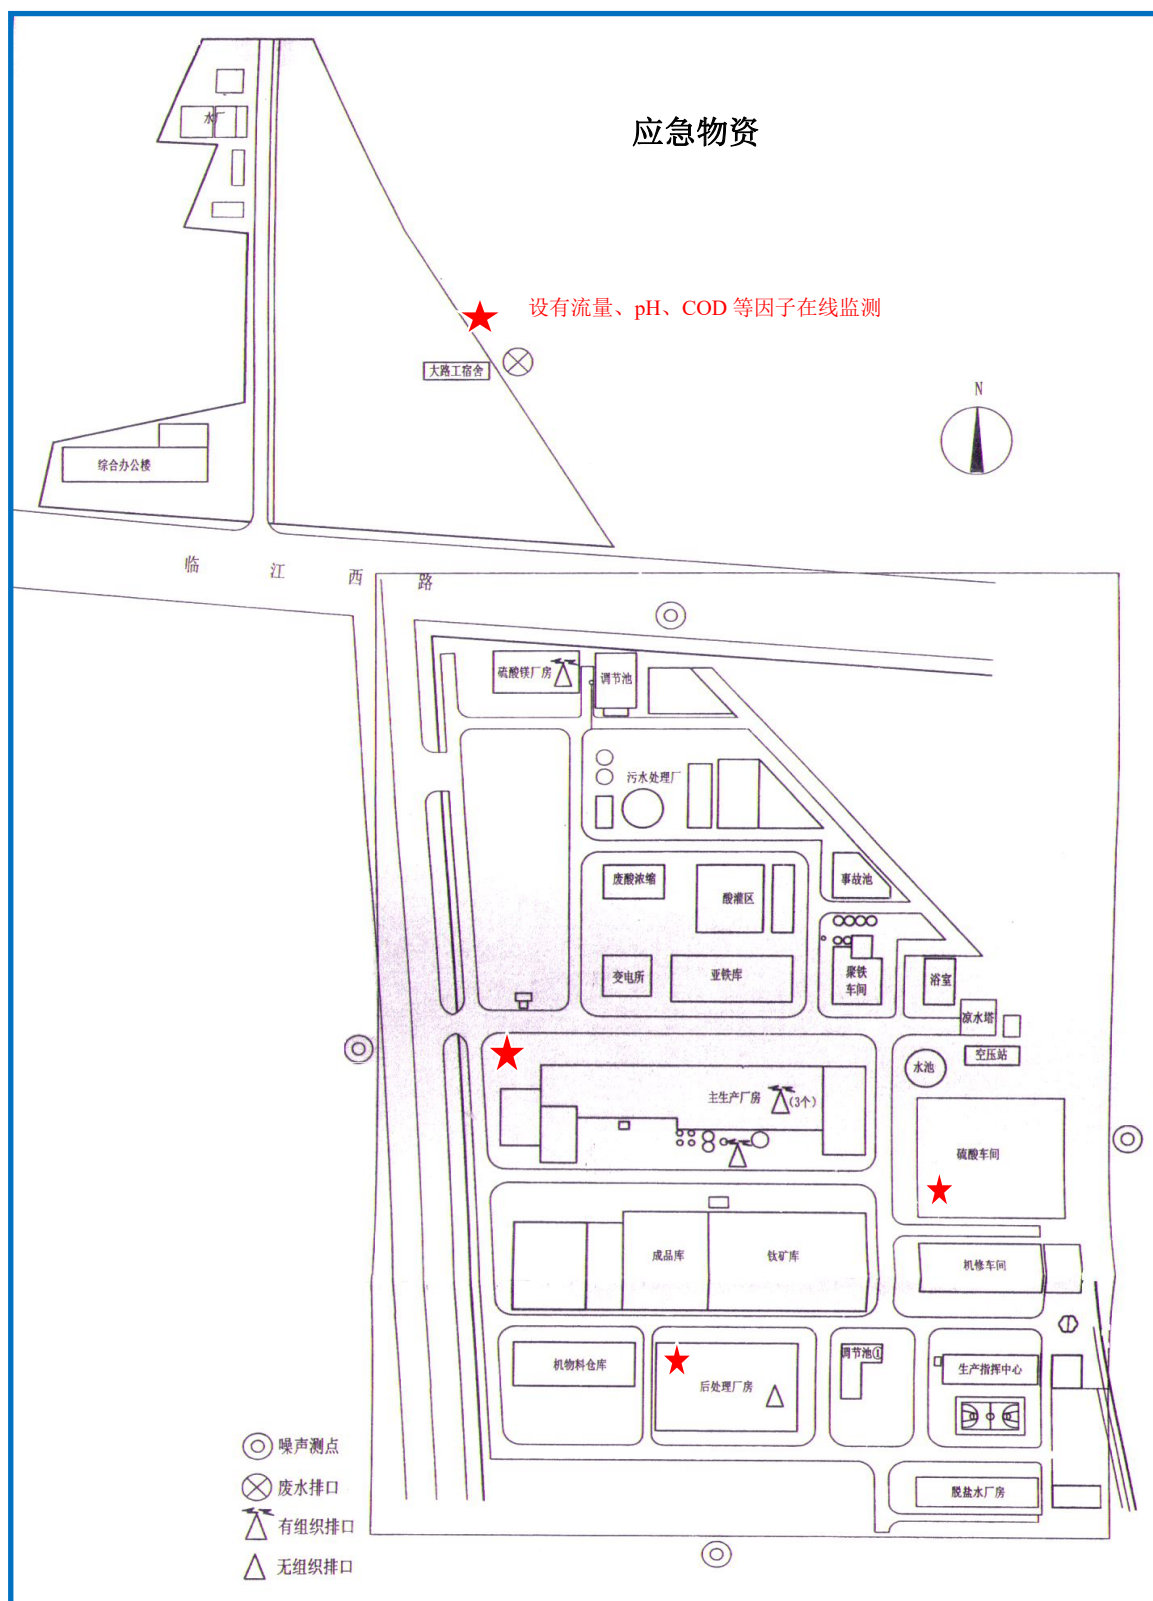 应急物资
水厂
设有流量、pH、COD 等因子在线监测
大路工宿舍
N
综合办公楼
临江西路
硫酸镁厂房
调节池
污水处理厂
废酸浓缩
酸灌区
事故池
变电所
亚铁库
聚铁
车间
浴室
凉水塔
空压站
水池
主生产厂房
(3个)
硫酸车间
成品库
钛矿库
机修车间
机物料仓库
后处理厂房
调节池①
生产指挥中心
脱盐水厂房
噪声测点
废水排口
有组织排口
无组织排口